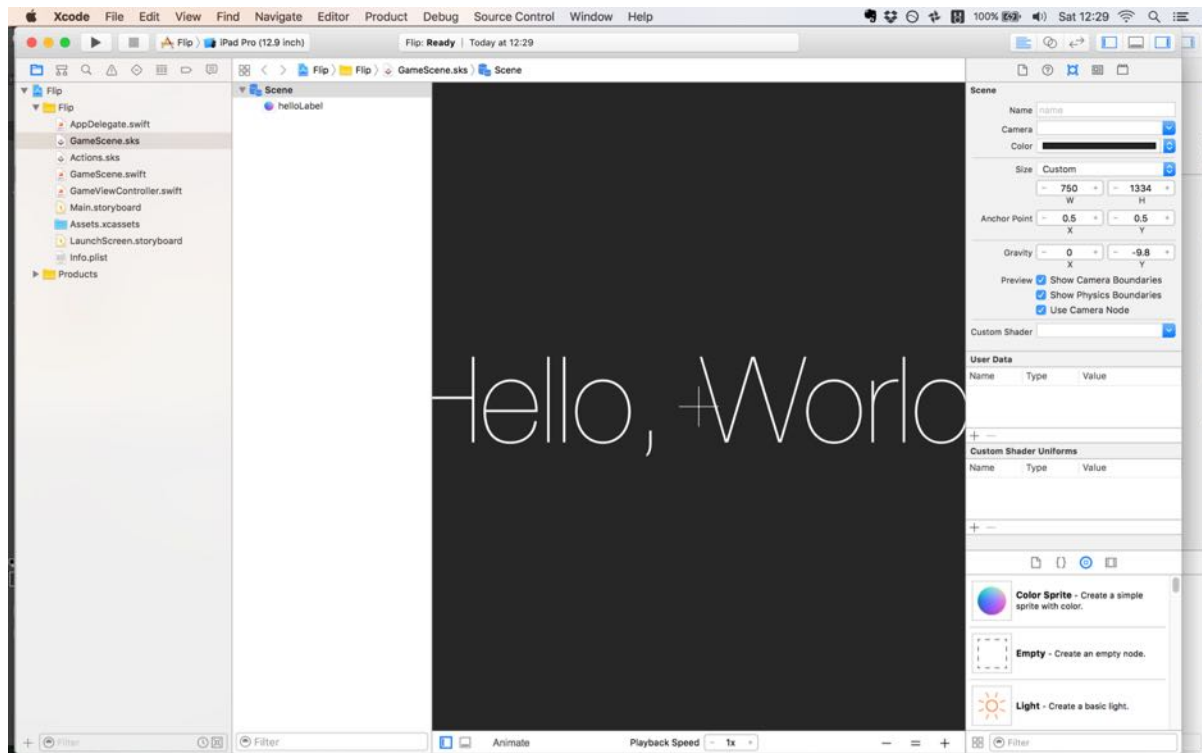 Xcode File Edit View Find Navigate Editor Product Debug Source Control Window Help 100% Sat 12:29
Flip iPad Pro (12.9 inch) Flip: Ready | Today at 12:29
Flip Flip GameScene.sks Scene
Flip
Flip
AppDelegate.swift
GameScene.sks
Actions.sks
GameScene.swift
GameViewController.swift
Main.storyboard
Assets.xcassets
LaunchScreen.storyboard
Info.plist
Products
Filter
Scene
helloLabel
Filter
Hello, World
Animate Playback Speed - 1x + - = +
Scene
Name name
Camera
Color
Size Custom
- 750 + - 1334 +
W H
Anchor Point - 0.5 + - 0.5 +
X Y
Gravity - 0 + - -9.8 +
X Y
Preview Show Camera Boundaries
Show Physics Boundaries
Use Camera Node
Custom Shader
User Data
Name Type Value
+ -
Custom Shader Uniforms
Name Type Value
+ -
Color Sprite - Create a simple
sprite with color.
Empty - Create an empty node.
Light - Create a basic light.
Filter